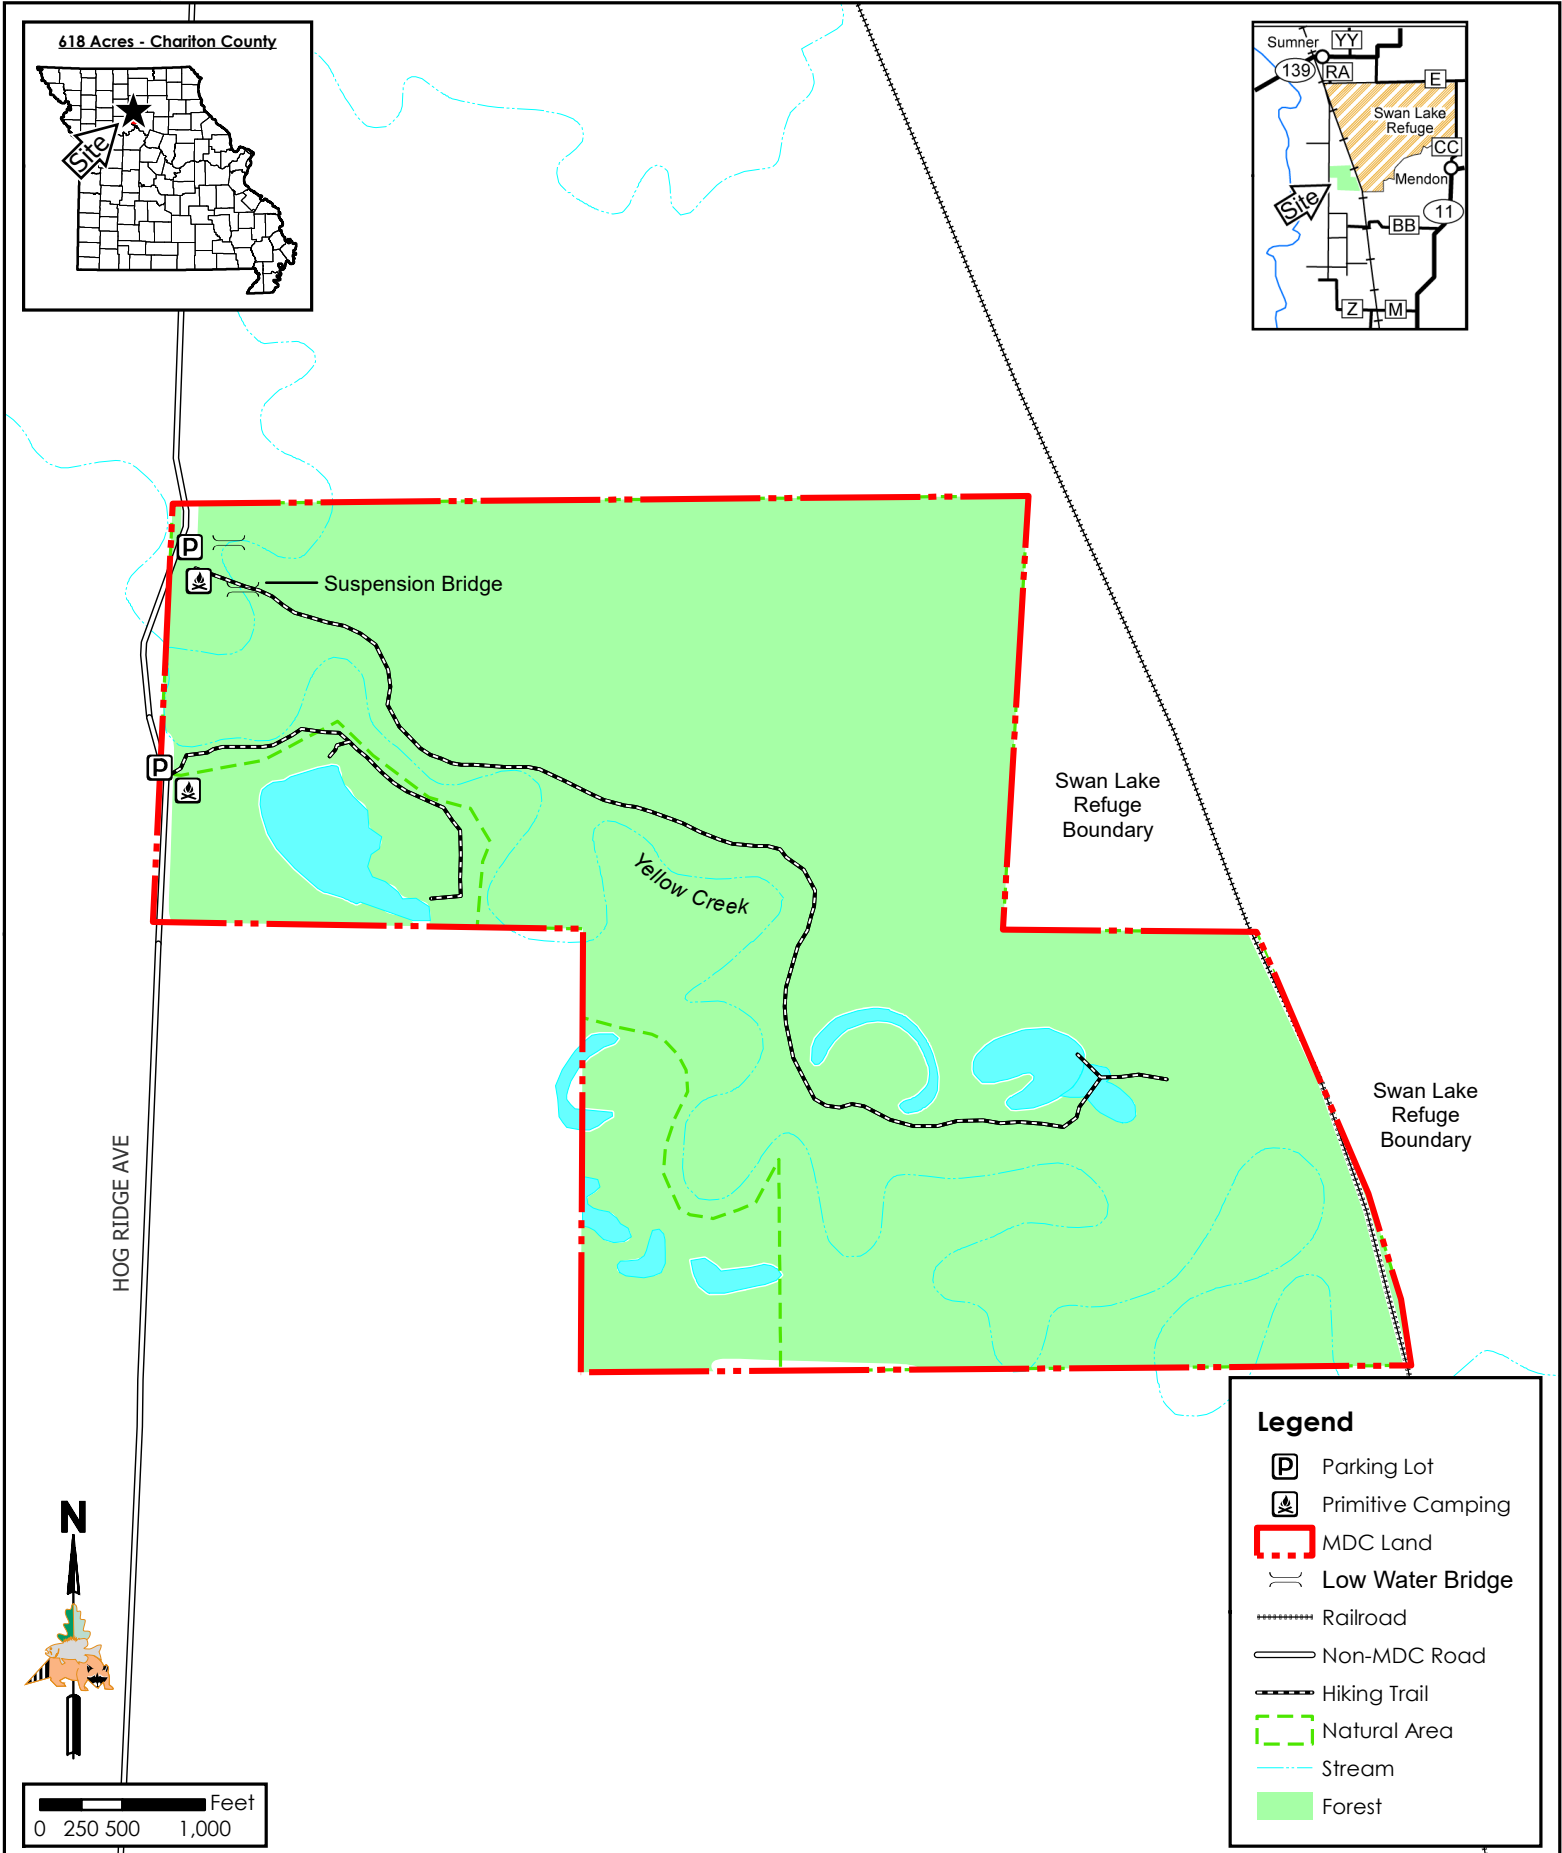 618 Acres - Chariton County
Site
Sumner
YY
139
RA
E
Swan Lake
Refuge
CC
Mendon
Site
11
BB
Z
M
P
Suspension Bridge
P
Swan Lake
Refuge
Boundary
Yellow Creek
Swan Lake
Refuge
Boundary
HOG RIDGE AVE
Legend
P Parking Lot
Primitive Camping
MDC Land
Low Water Bridge
Railroad
Non-MDC Road
Hiking Trail
Natural Area
Stream
Forest
N
Feet
0 250 500 1,000